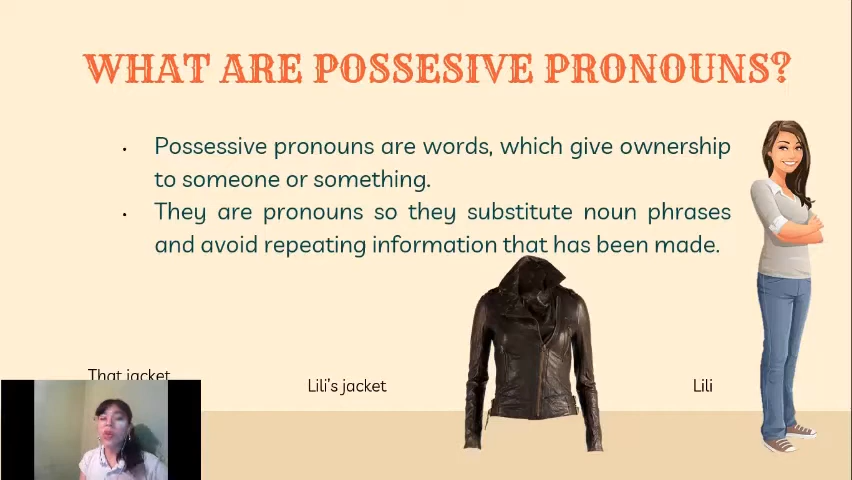 WHAT ARE POSSESIVE PRONOUNS?
• Possessive pronouns are words, which give ownership
to someone or something.
• They are pronouns so they substitute noun phrases
and avoid repeating information that has been made.
That jacket
Lili's jacket
Lili